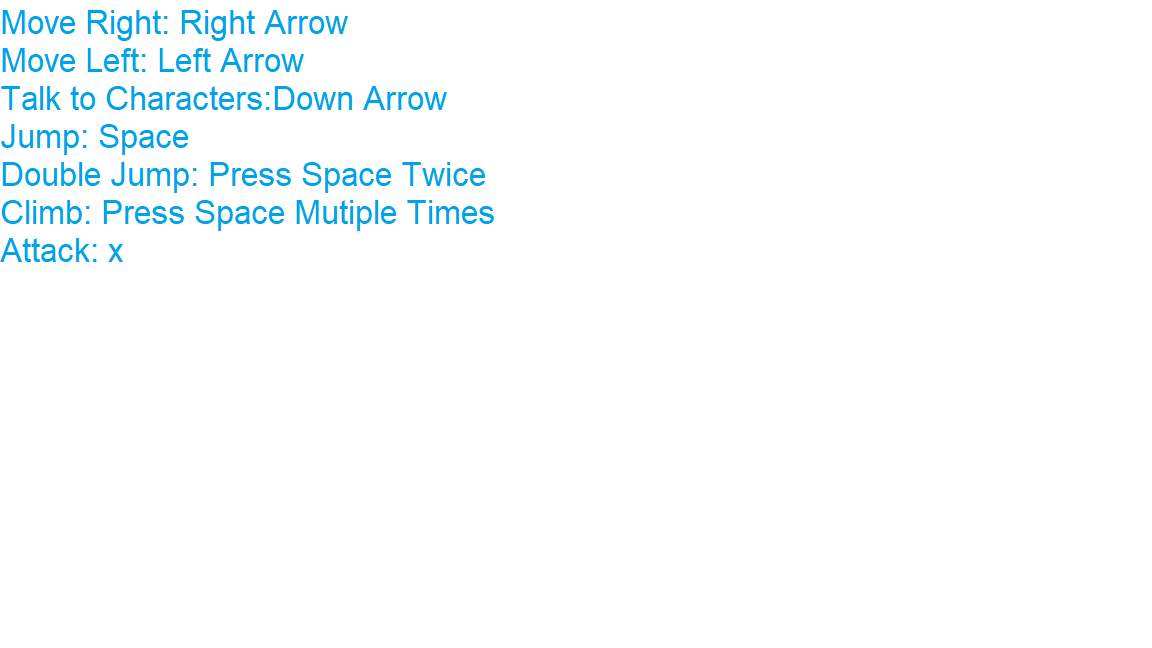 Move Right: Right Arrow
Move Left: Left Arrow
Talk to Characters:Down Arrow
Jump: Space
Double Jump: Press Space Twice
Climb: Press Space Mutiple Times
Attack: x